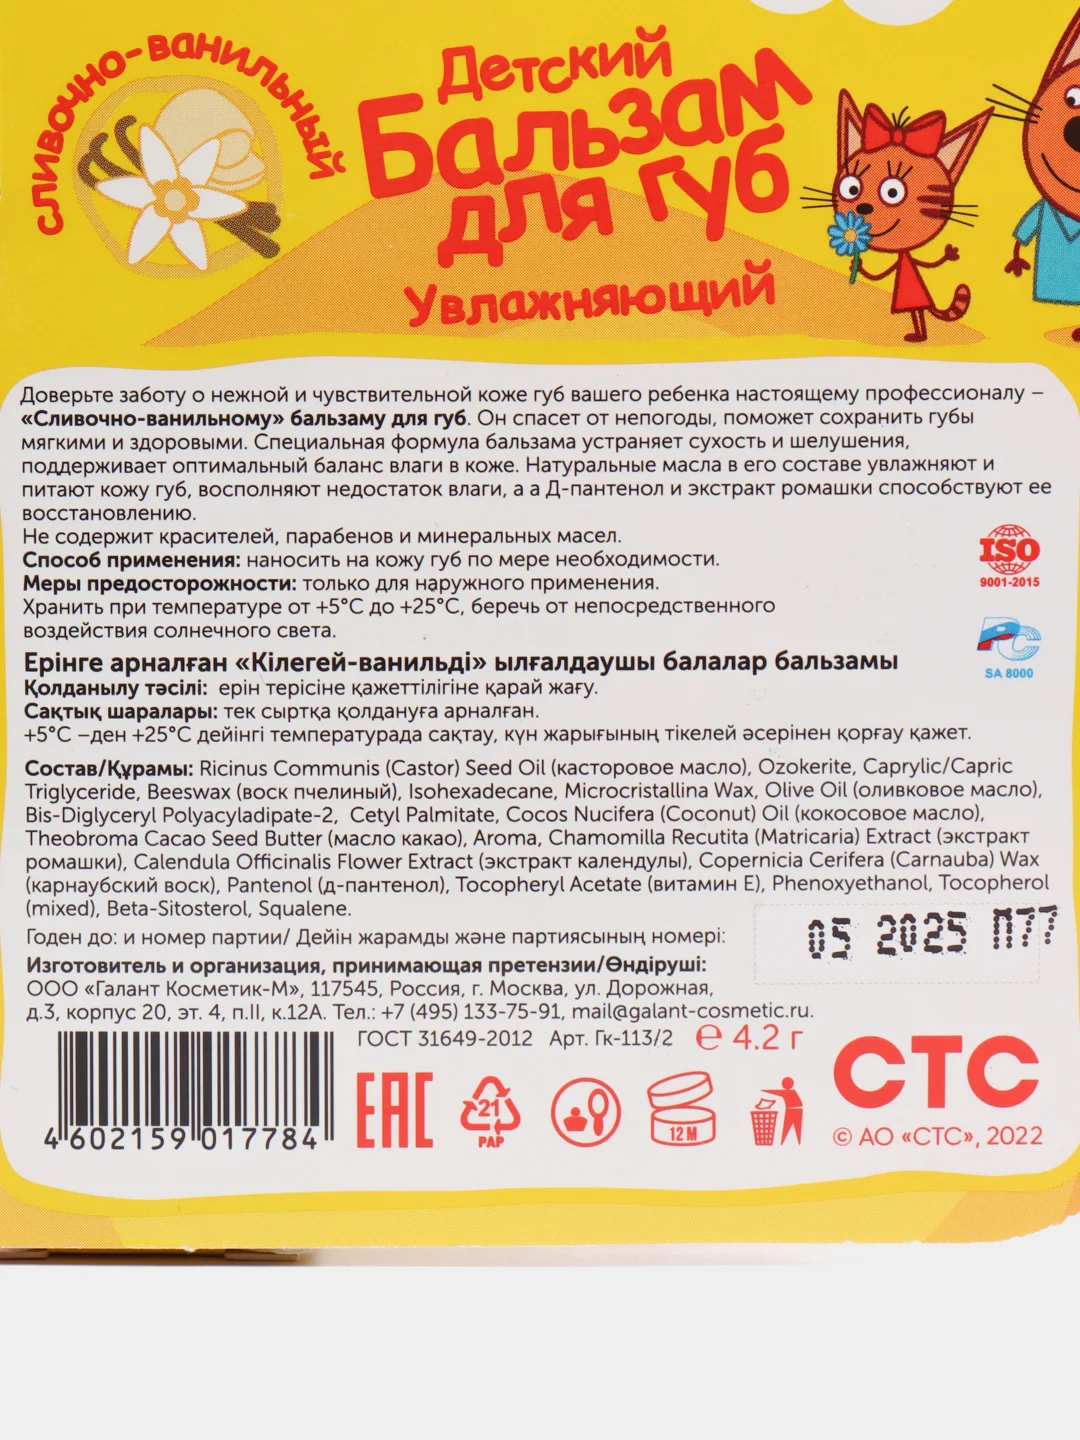 сливочно-ванильный
Детский
Бальзам
для губ
Увлажняющий
Доверьте заботу о нежной и чувствительной коже губ вашего ребенка настоящему профессионалу –
«Сливочно-ванильному» бальзаму для губ. Он спасет от непогоды, поможет сохранить губы
мягкими и здоровыми. Специальная формула бальзама устраняет сухость и шелушения,
поддерживает оптимальный баланс влаги в коже. Натуральные масла в его составе увлажняют и
питают кожу губ, восполняют недостаток влаги, а а Д-пантенол и экстракт ромашки способствуют ее
восстановлению.
Не содержит красителей, парабенов и минеральных масел.
Способ применения: наносить на кожу губ по мере необходимости.
Меры предосторожности: только для наружного применения.
Хранить при температуре от +5°C до +25°C, беречь от непосредственного
воздействия солнечного света.
ISO
9001-2015
РС
SA 8000
Ерінге арналған «Кілегей-ванильді» ылғалдаушы балалар бальзамы
Қолданылу тәсілі: ерін терісіне қажеттілігіне қарай жағу.
Сақтық шаралары: тек сыртқа қолдануға арналған.
+5°C –ден +25°C дейінгі температурада сақтау, күн жарығының тікелей әсерінен қорғау қажет.
Состав/Құрамы: Ricinus Communis (Castor) Seed Oil (касторовое масло), Ozokerite, Caprylic/Capric
Triglyceride, Beeswax (воск пчелиный), Isohexadecane, Microcristallina Wax, Olive Oil (оливковое масло),
Bis-Diglyceryl Polyacyladipate-2, Cetyl Palmitate, Cocos Nucifera (Coconut) Oil (кокосовое масло),
Theobroma Cacao Seed Butter (масло какао), Aroma, Chamomilla Recutita (Matricaria) Extract (экстракт
ромашки), Calendula Officinalis Flower Extract (экстракт календулы), Copernicia Cerifera (Carnauba) Wax
(карнаубский воск), Pantenol (д-пантенол), Tocopheryl Acetate (витамин Е), Phenoxyethanol, Tocopherol
(mixed), Beta-Sitosterol, Squalene.
Годен до: и номер партии/ Дейін жарамды және партиясының номері:
05 2025 П77
Изготовитель и организация, принимающая претензии/Өндіруші:
ООО «Галант Косметик-М», 117545, Россия, г. Москва, ул. Дорожная,
д.3, корпус 20, эт. 4, п.II, к.12А. Тел.: +7 (495) 133-75-91, mail@galant-cosmetic.ru.
ГОСТ 31649-2012 Арт. Гк-113/2 ℮ 4.2 г
4 602159 017784
EAC
21
PAP
12 M
СТС
© АО «СТС», 2022